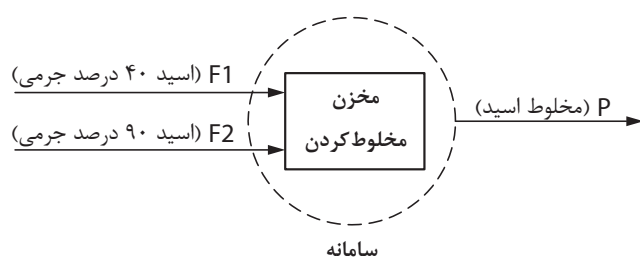 F1 (اسید ۴۰ درصد جرمی)
F2 (اسید ۹۰ درصد جرمی)
مخزن
مخلوط کردن
P (مخلوط اسید)
سامانه